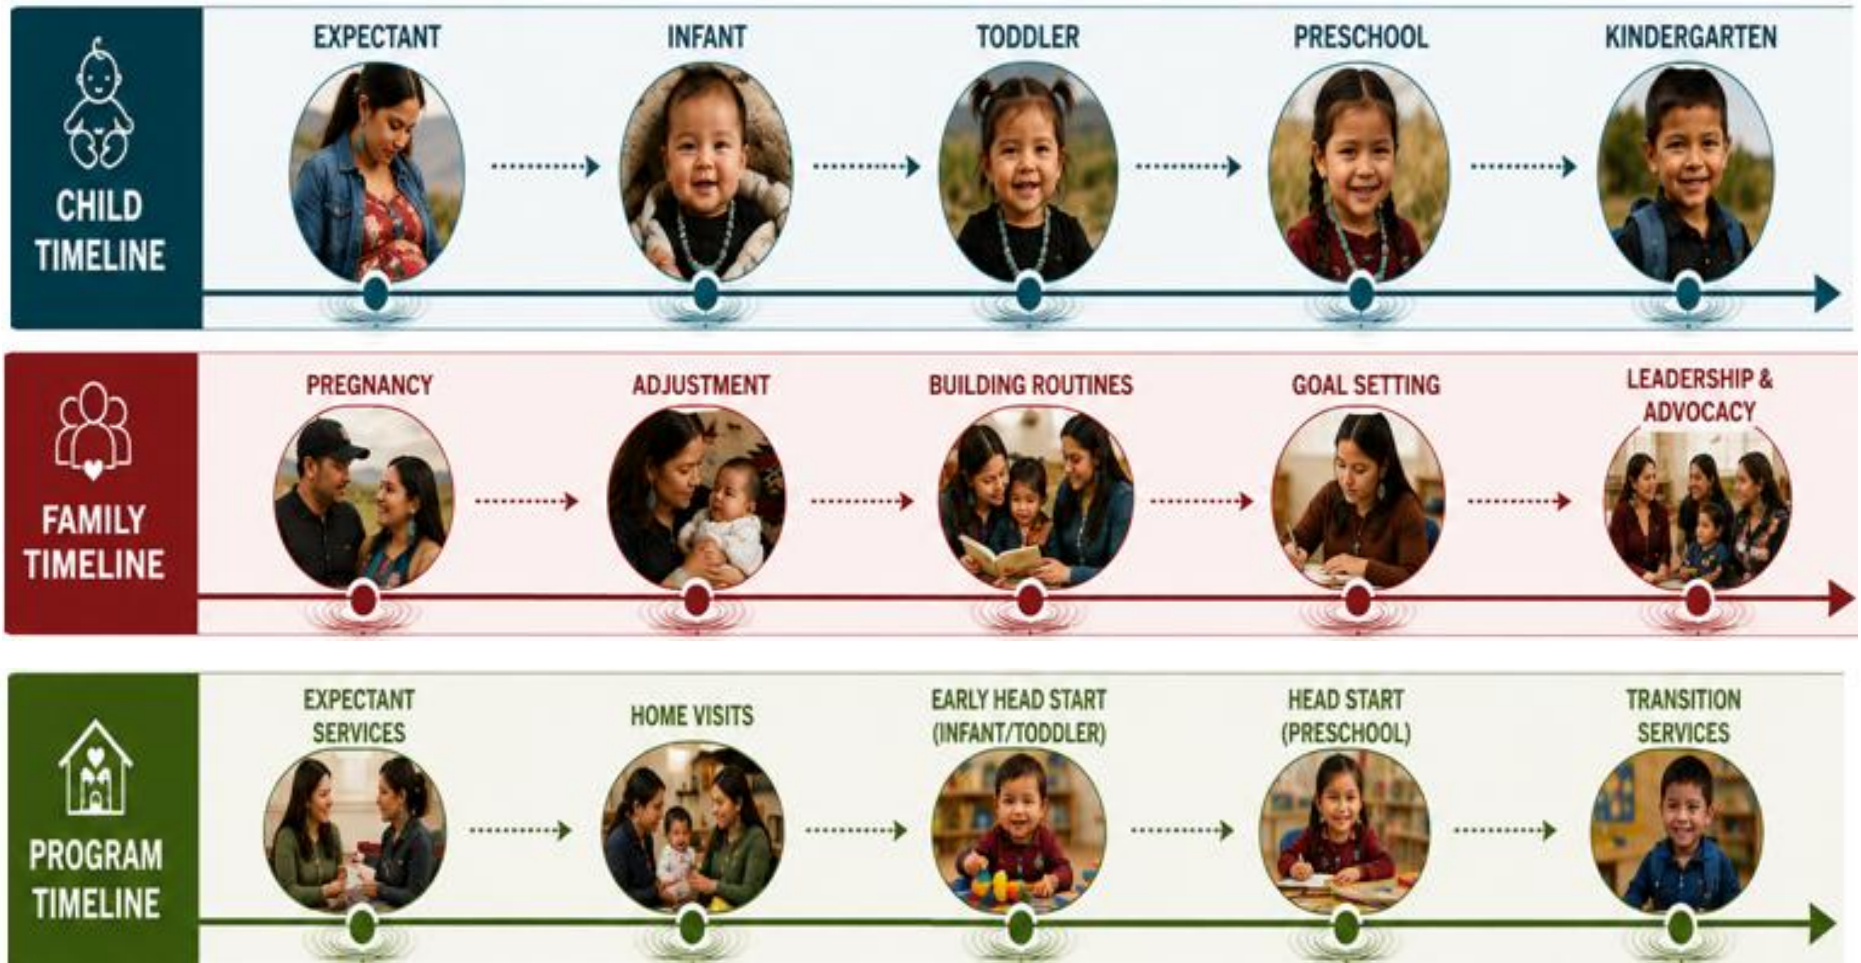 CHILD
TIMELINE
EXPECTANT
INFANT
TODDLER
PRESCHOOL
KINDERGARTEN
FAMILY
TIMELINE
PREGNANCY
ADJUSTMENT
BUILDING ROUTINES
GOAL SETTING
LEADERSHIP &
ADVOCACY
PROGRAM
TIMELINE
EXPECTANT
SERVICES
HOME VISITS
EARLY HEAD START
(INFANT/TODDLER)
HEAD START
(PRESCHOOL)
TRANSITION
SERVICES